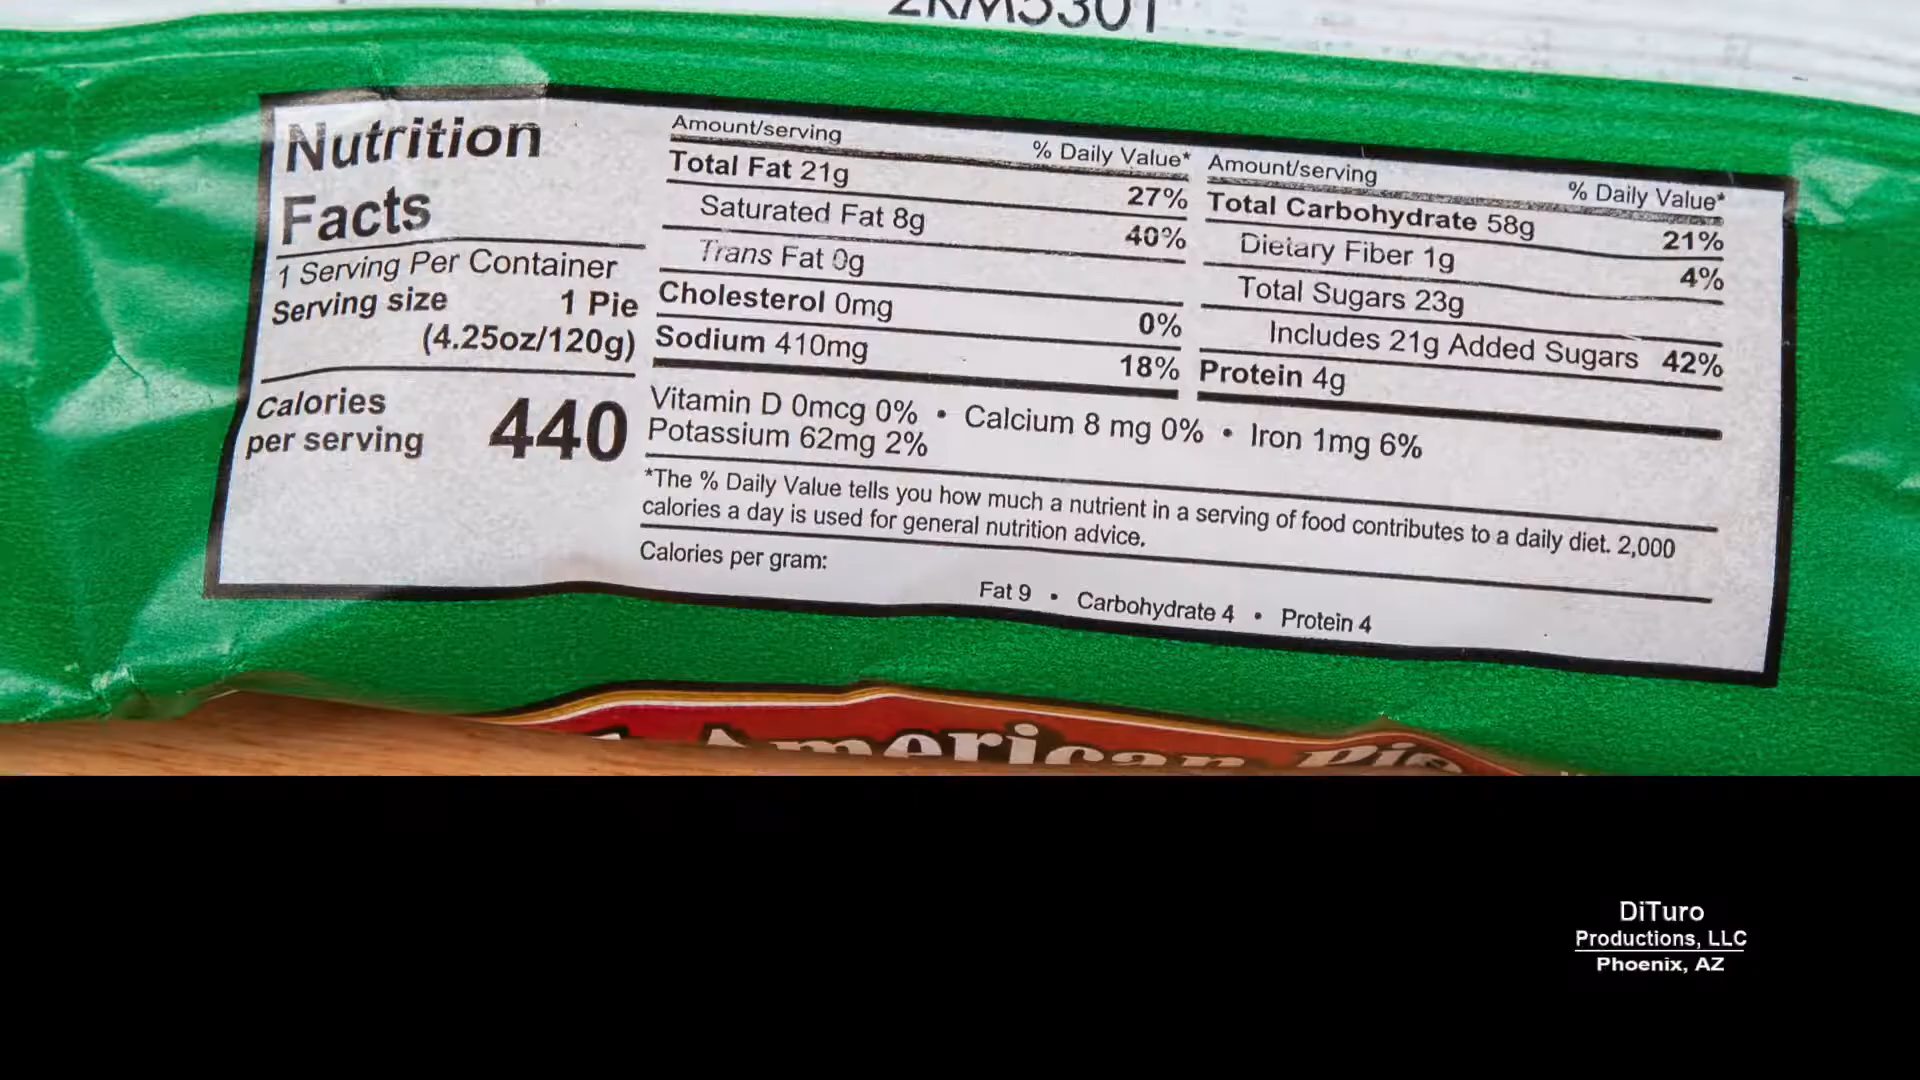 2RM5301
Nutrition
Facts
1 Serving Per Container
Serving size 1 Pie
(4.25oz/120g)
Calories
per serving 440
Amount/serving % Daily Value*
Total Fat 21g 27%
Saturated Fat 8g 40%
Trans Fat 0g
Cholesterol 0mg 0%
Sodium 410mg 18%
Amount/serving % Daily Value*
Total Carbohydrate 58g 21%
Dietary Fiber 1g 4%
Total Sugars 23g
Includes 21g Added Sugars 42%
Protein 4g
Vitamin D 0mcg 0% • Calcium 8 mg 0% • Iron 1mg 6%
Potassium 62mg 2%
*The % Daily Value tells you how much a nutrient in a serving of food contributes to a daily diet. 2,000
calories a day is used for general nutrition advice.
Calories per gram:
Fat 9 • Carbohydrate 4 • Protein 4
American Pie
DiTuro
Productions, LLC
Phoenix, AZ